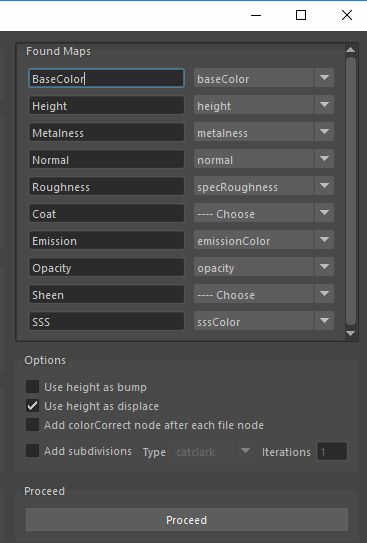 Found Maps
BaseColor baseColor
Height height
Metalness metalness
Normal normal
Roughness specRoughness
Coat ---- Choose
Emission emissionColor
Opacity opacity
Sheen ---- Choose
SSS sssColor
Options
Use height as bump
Use height as displace
Add colorCorrect node after each file node
Add subdivisions Type catclark Iterations 1
Proceed
Proceed